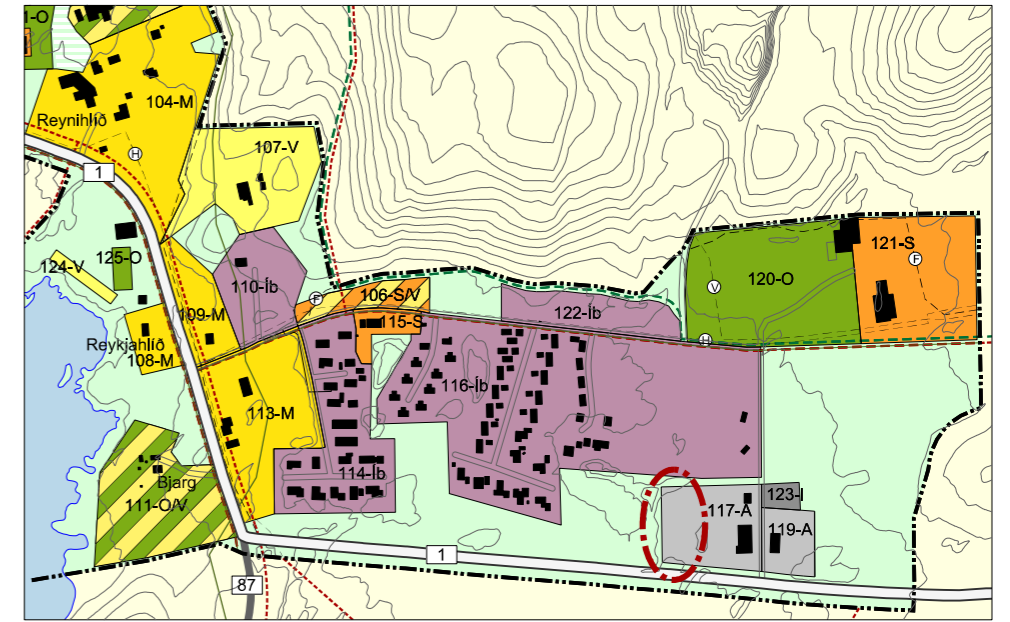 1-O
104-M
Reynihlíð
H
1
107-V
125-O
124-V
110-Íb
F
106-S/V
115-S
122-Íb
V
120-O
121-S
F
H
109-M
Reykjahlíð
108-M
113-M
116-Íb
114-Íb
Bjarg
111-O/V
117-A
123-I
119-A
1
87